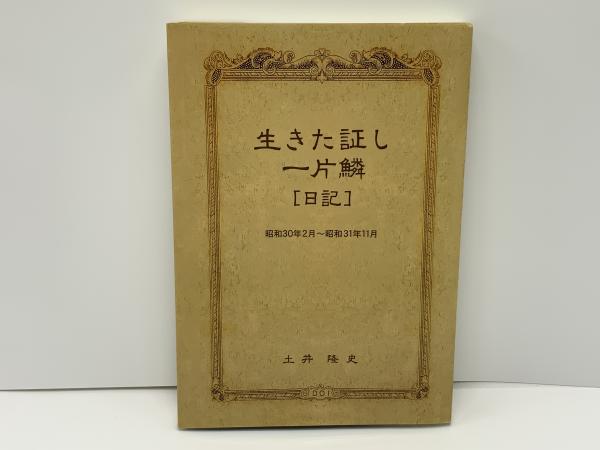 生きた証し
一片鱗
[日記]
昭和30年2月～昭和31年11月
土井 隆史
DOI